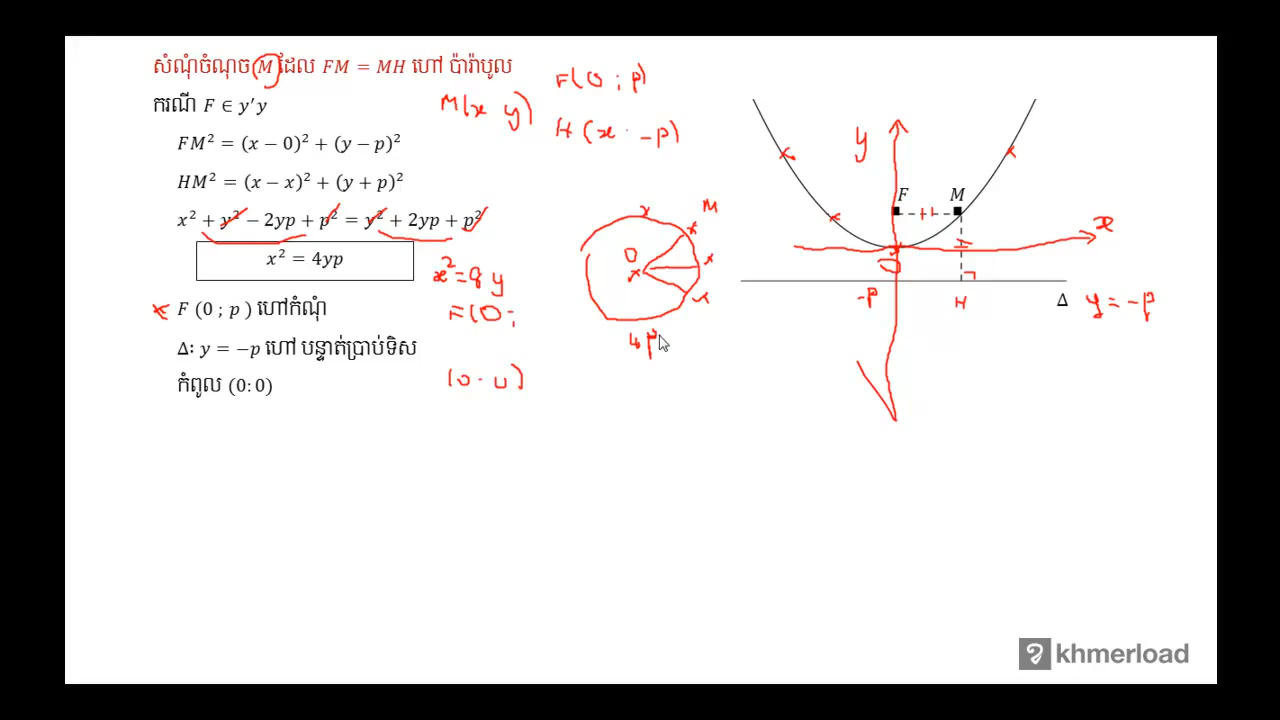 សំណុំចំណុច M ដែល FM = MH ហៅ ប៉ារ៉ាបូល
F(0 ; p)
ករណី F ∈ y′y
M(x y)
H (x · -p)
FM² = (x − 0)² + (y − p)²
HM² = (x − x)² + (y + p)²
x² + y² − 2yp + p² = y² + 2yp + p²
x² = 4yp
x² = 8 y
F (0 ; p ) ហៅកំណុំ
F(0 ;
Δ: y = −p ហៅ បន្ទាត់ប្រាប់ទិស
កំពូល (0: 0)
(0 · 0)
M
O
4p
y
F M
x
O
-p H Δ y = -p
khmerload